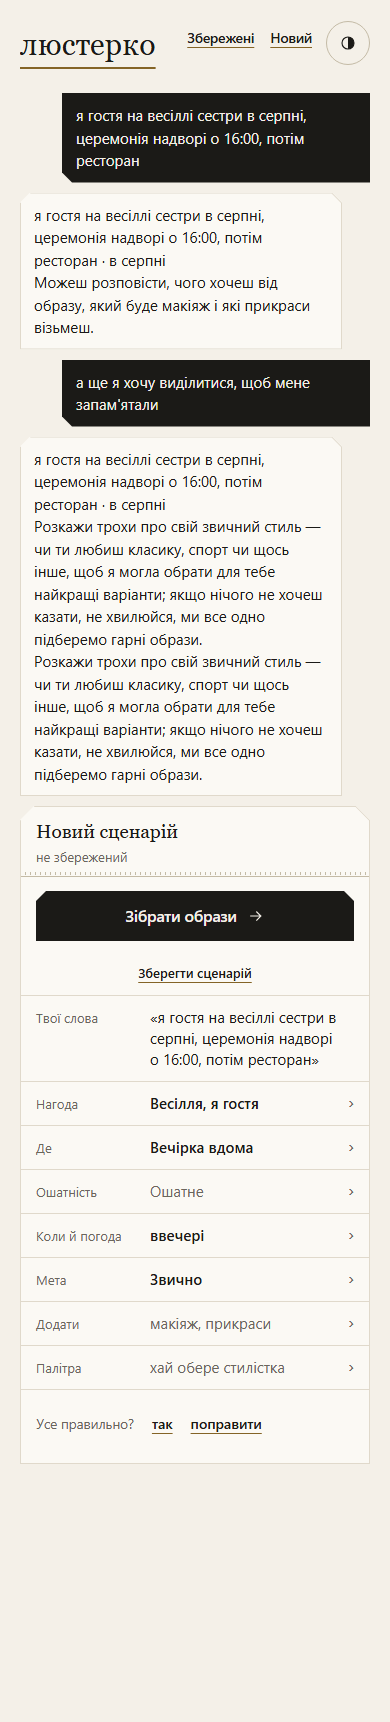 люстерко
Збережені Новий
я гостя на весіллі сестри в серпні,
церемонія надворі о 16:00, потім
ресторан
я гостя на весіллі сестри в серпні,
церемонія надворі о 16:00, потім
ресторан · в серпні
Можеш розповісти, чого хочеш від
образу, який буде макіяж і які прикраси
візьмеш.
а ще я хочу виділитися, щоб мене
запам'ятали
я гостя на весіллі сестри в серпні,
церемонія надворі о 16:00, потім
ресторан · в серпні
Розкажи трохи про свій звичний стиль —
чи ти любиш класику, спорт чи щось
інше, щоб я могла обрати для тебе
найкращі варіанти; якщо нічого не хочеш
казати, не хвилюйся, ми все одно
підберемо гарні образи.
Розкажи трохи про свій звичний стиль —
чи ти любиш класику, спорт чи щось
інше, щоб я могла обрати для тебе
найкращі варіанти; якщо нічого не хочеш
казати, не хвилюйся, ми все одно
підберемо гарні образи.
Новий сценарій
не збережений
Зібрати образи →
Зберегти сценарій
Твої слова «я гостя на весіллі сестри в
серпні, церемонія надворі
о 16:00, потім ресторан»
Нагода Весілля, я гостя ›
Де Вечірка вдома ›
Ошатність Ошатне ›
Коли й погода ввечері ›
Мета Звично ›
Додати макіяж, прикраси ›
Палітра хай обере стилістка ›
Усе правильно? так поправити